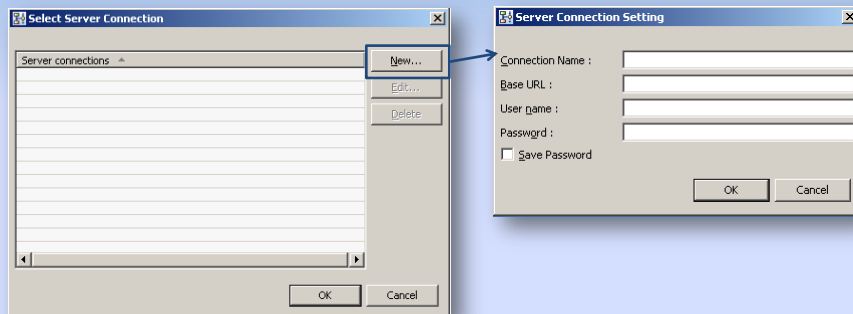 Select Server Connection
Server connections
New...
Edit...
Delete
OK
Cancel
Server Connection Setting
Connection Name :
Base URL :
User name :
Password :
Save Password
OK
Cancel